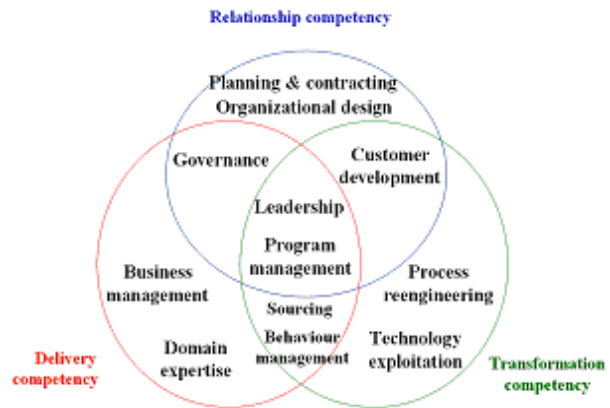 Relationship competency
Planning & contracting
Organizational design
Governance
Customer
development
Leadership
Program
management
Business
management
Process
reengineering
Sourcing
Behaviour
management
Domain
expertise
Technology
exploitation
Delivery
competency
Transformation
competency